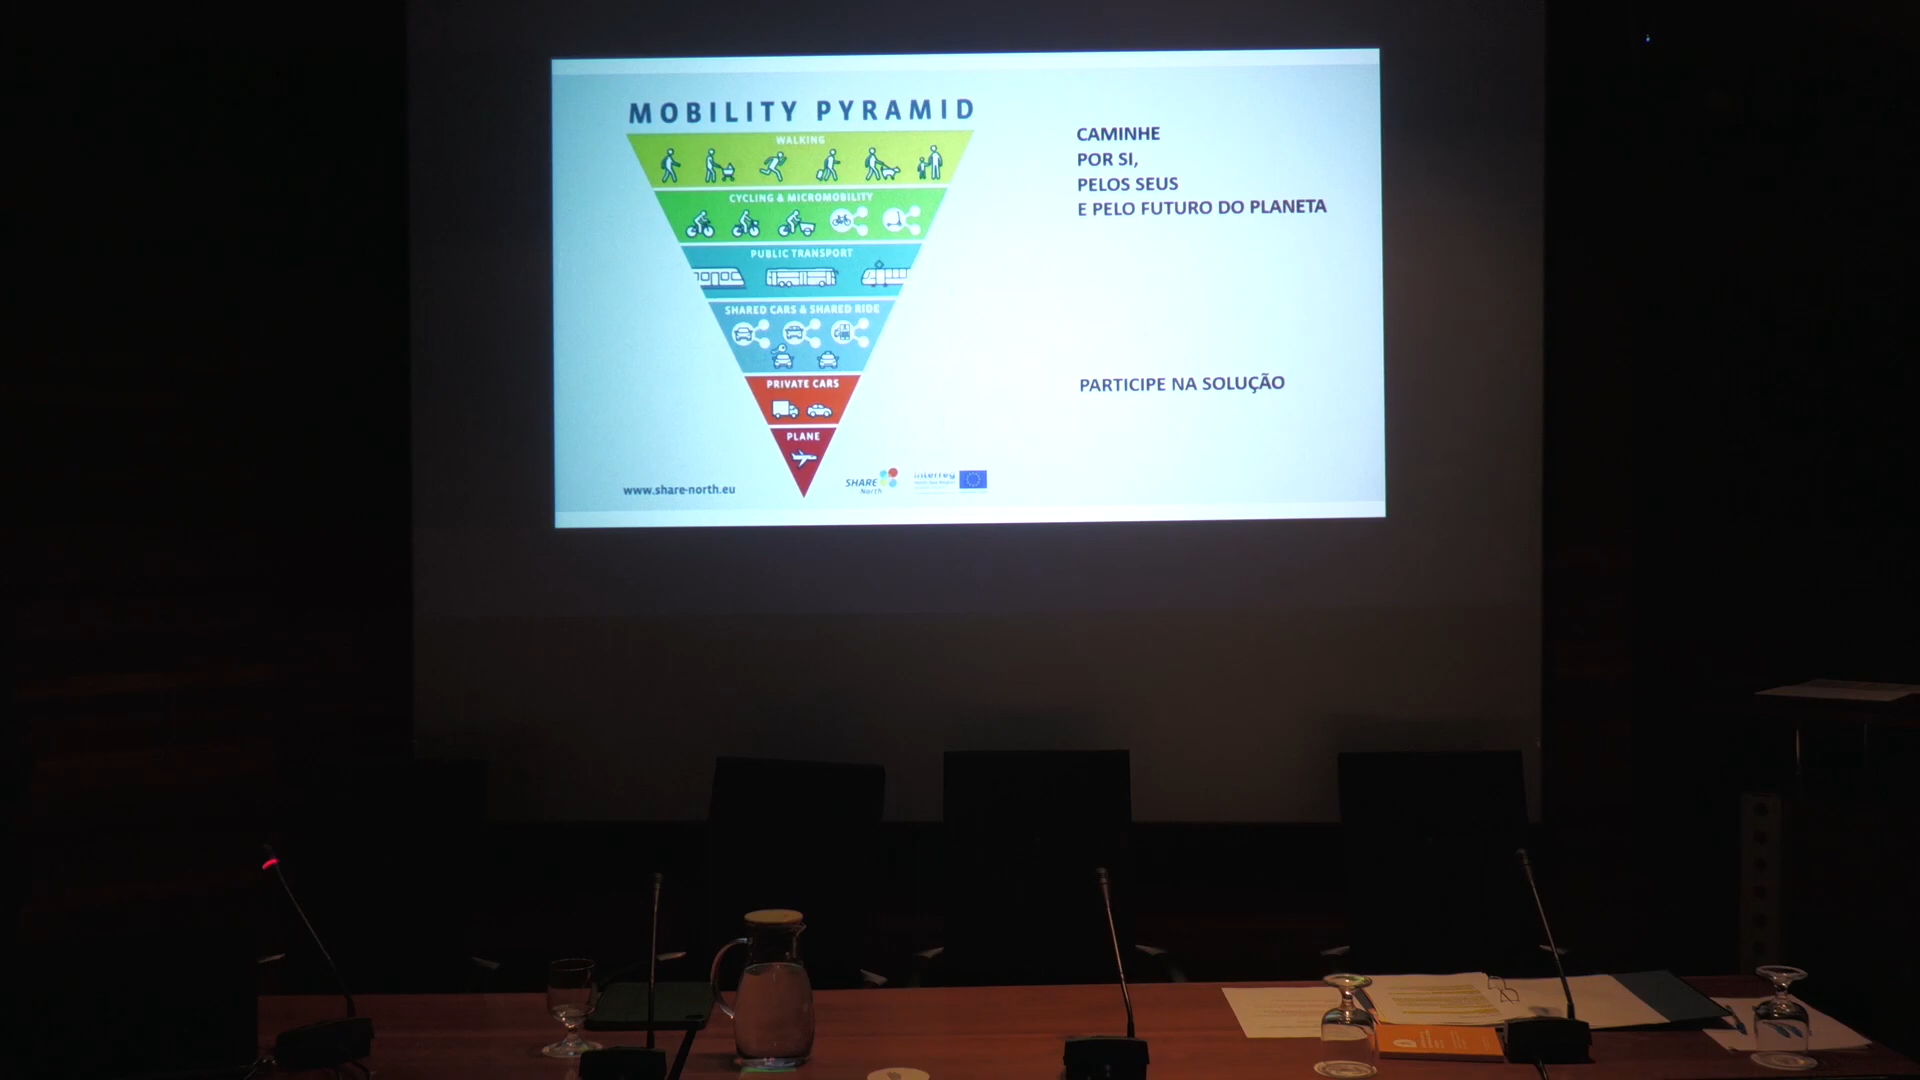 MOBILITY PYRAMID
WALKING
CYCLING & MICROMOBILITY
PUBLIC TRANSPORT
SHARED CARS & SHARED RIDE
PRIVATE CARS
PLANE
www.share-north.eu
SHARE
North
Interreg
CAMINHE
POR SI,
PELOS SEUS
E PELO FUTURO DO PLANETA
PARTICIPE NA SOLUÇÃO